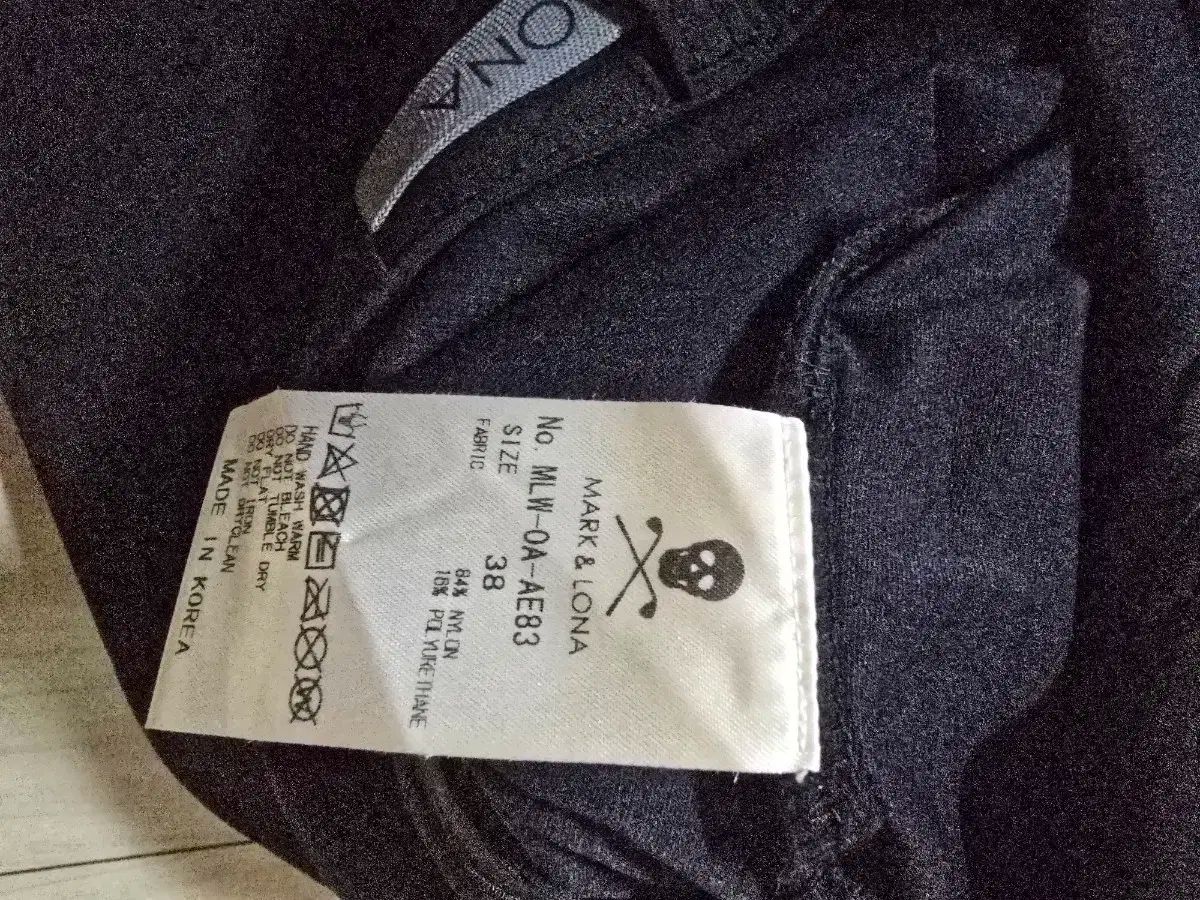 ONA
MARK & LONA
No. MLW-0A-AE83
SIZE 38
FABRIC
84% NYLON
16% POLYURETHANE
HAND WASH WARM
DO NOT BLEACH
DO NOT TUMBLE DRY
DRY FLAT
DO NOT IRON
DO NOT DRYCLEAN
MADE IN KOREA